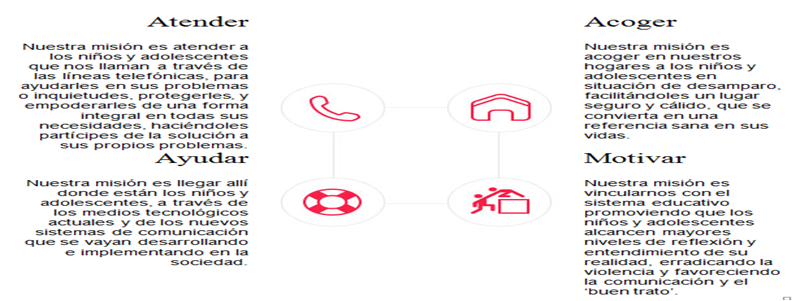 Atender
Nuestra misión es atender a
los niños y adolescentes
que nos llaman a través de
las líneas telefónicas, para
ayudarles en sus problemas
o inquietudes, protegerles, y
empoderarles de una forma
integral en todas sus
necesidades, haciéndoles
partícipes de la solución a
sus propios problemas.
Acoger
Nuestra misión es
acoger en nuestros
hogares a los niños y
adolescentes en
situación de desamparo,
facilitándoles un lugar
seguro y cálido, que se
convierta en una
referencia sana en sus
vidas.
Ayudar
Nuestra misión es llegar allí
donde están los niños y
adolescentes, a través de
los medios tecnológicos
actuales y de los nuevos
sistemas de comunicación
que se vayan desarrollando
e implementando en la
sociedad.
Motivar
Nuestra misión es
vincularnos con el
sistema educativo
promoviendo que los
niños y adolescentes
alcancen mayores
niveles de reflexión y
entendimiento de su
realidad, erradicando la
violencia y favoreciendo
la comunicación y el
‘buen trato’.